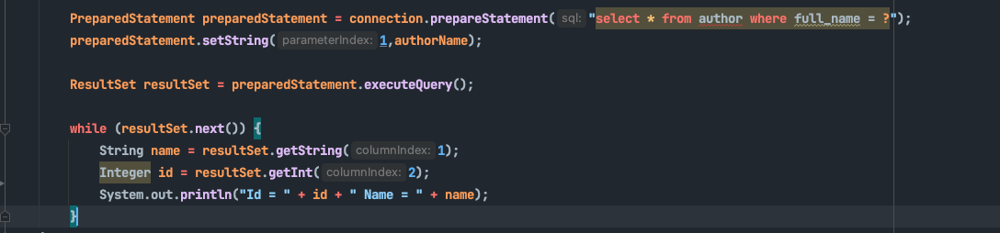 PreparedStatement preparedStatement = connection.prepareStatement( sql: "select * from author where full_name = ?");
preparedStatement.setString( parameterIndex: 1,authorName);
ResultSet resultSet = preparedStatement.executeQuery();
while (resultSet.next()) {
String name = resultSet.getString( columnIndex: 1);
Integer id = resultSet.getInt( columnIndex: 2);
System.out.println("Id = " + id + " Name = " + name);
}